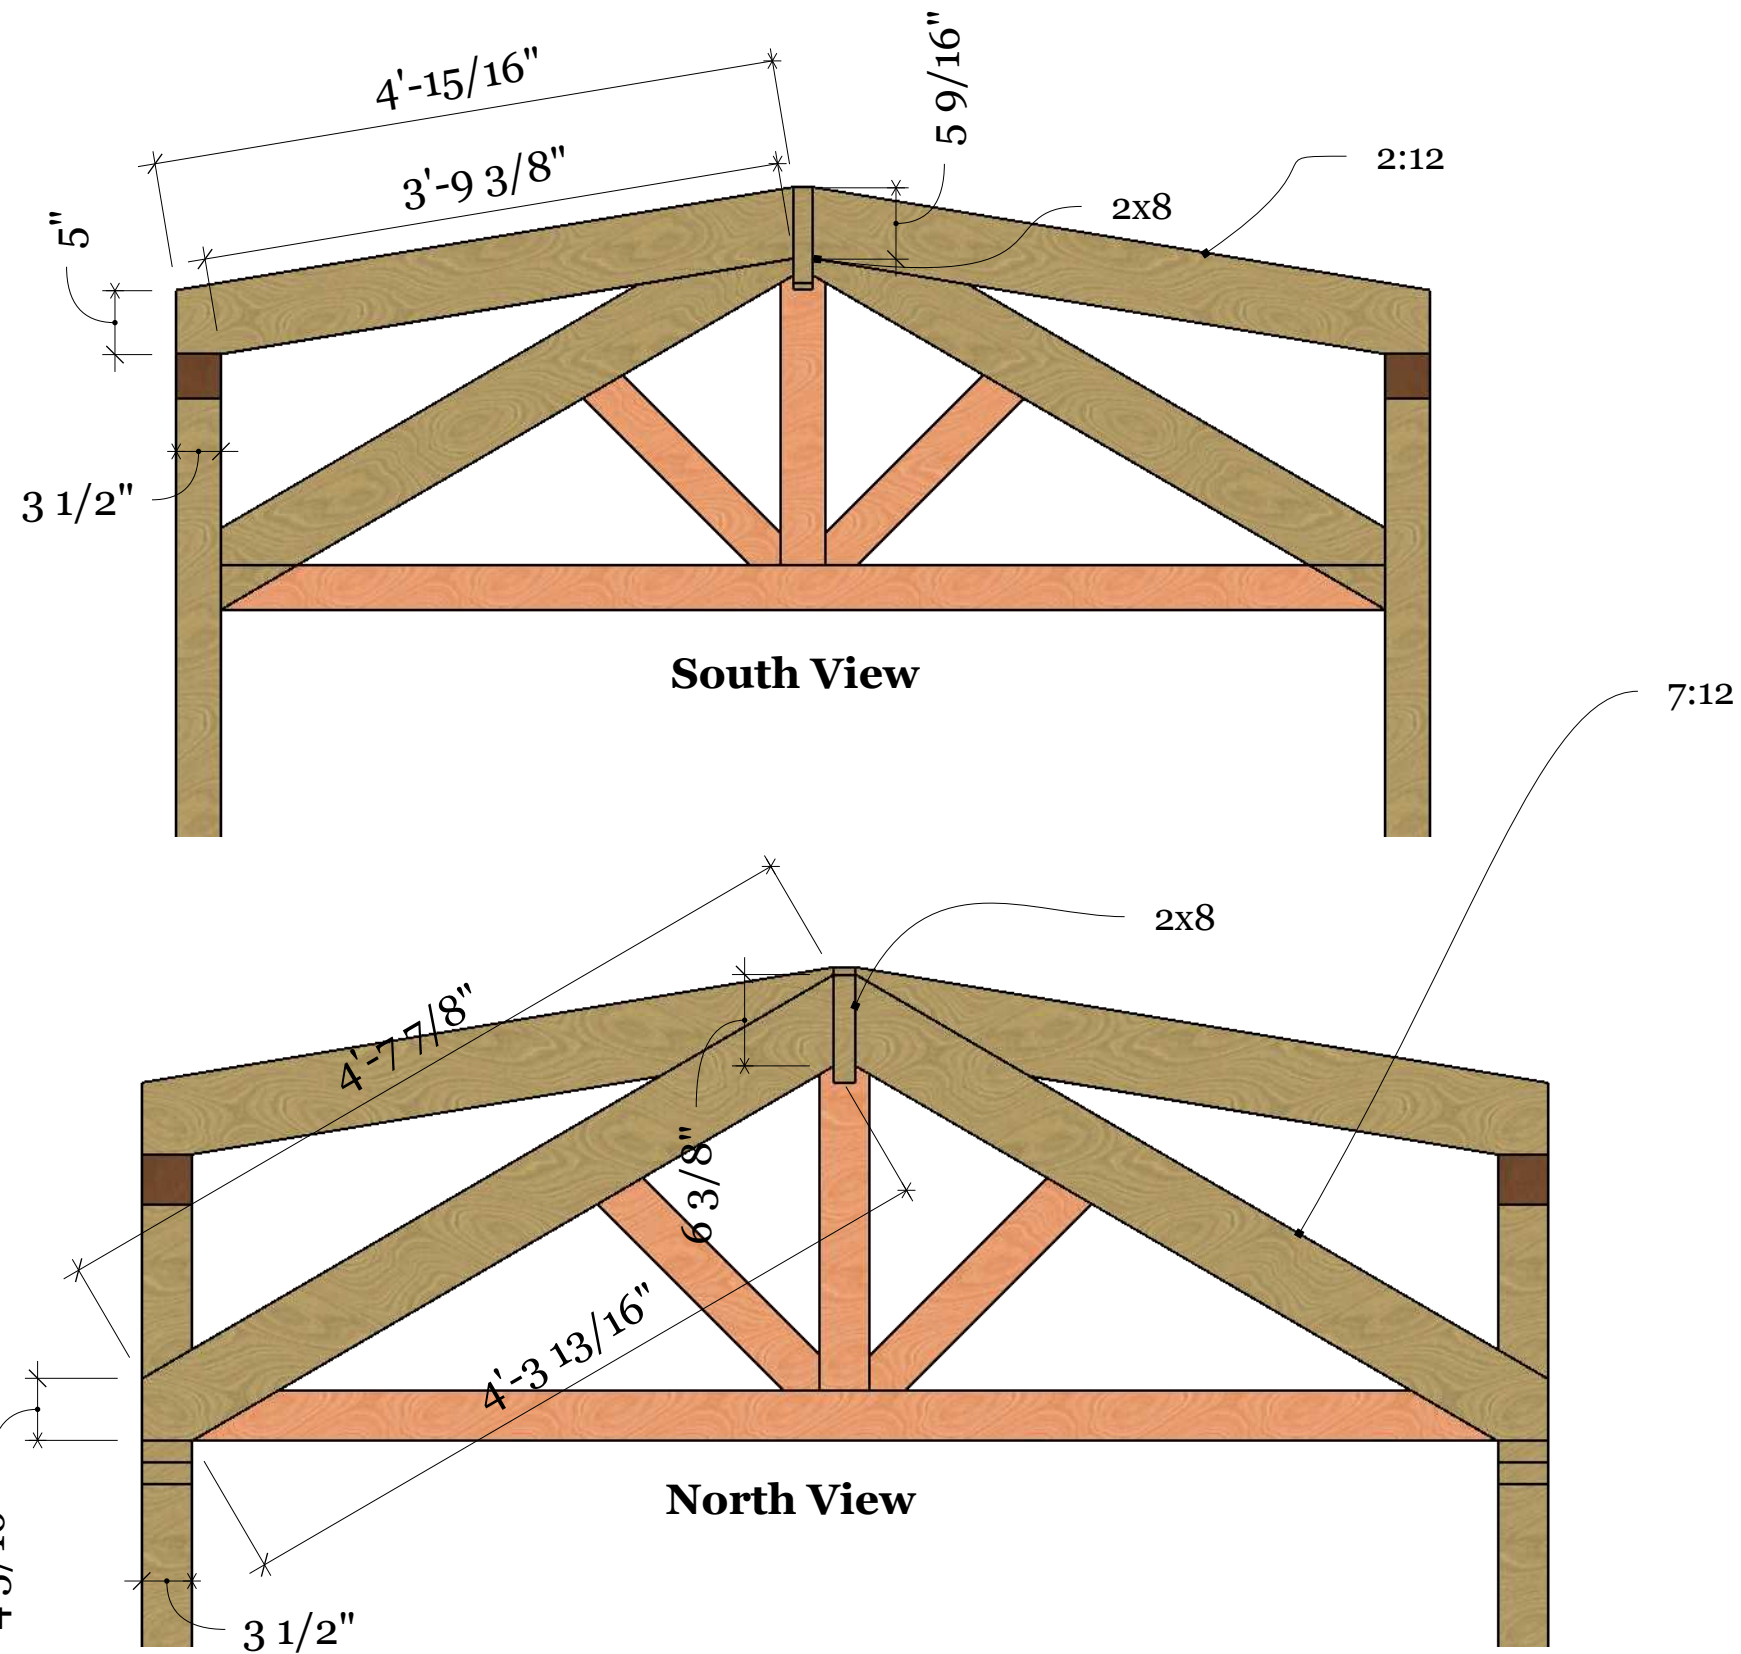 4'-15/16"
5 9/16"
3'-9 3/8"
2:12
2x8
5"
3 1/2"
South View
7:12
2x8
4'-7 7/8"
6 3/8"
4'-3 13/16"
North View
3 1/2"